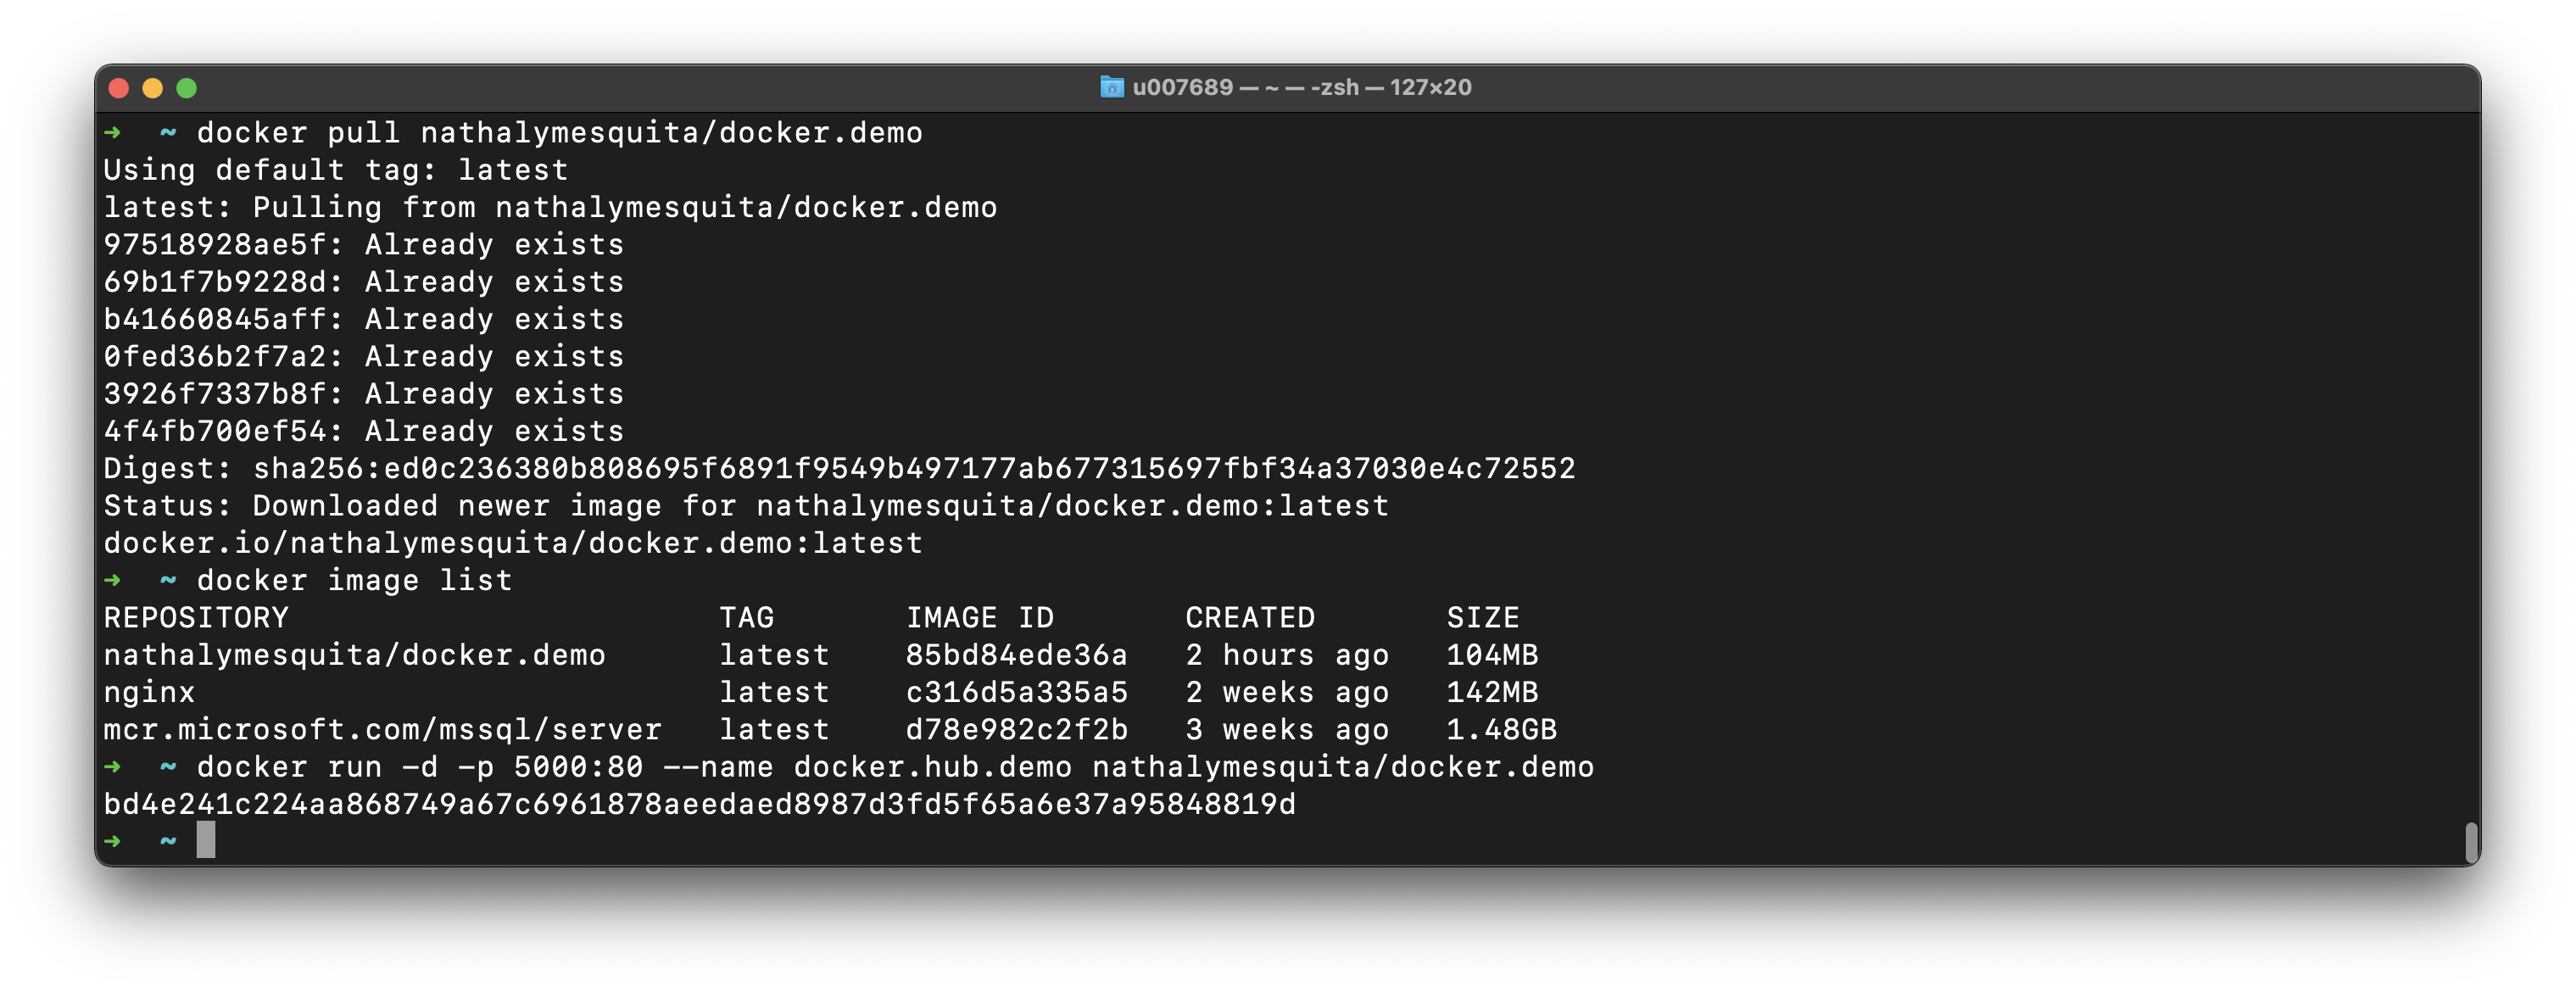 u007689 — ~ — -zsh — 127×20
➜  ~ docker pull nathalymesquita/docker.demo
Using default tag: latest
latest: Pulling from nathalymesquita/docker.demo
97518928ae5f: Already exists
69b1f7b9228d: Already exists
b41660845aff: Already exists
0fed36b2f7a2: Already exists
3926f7337b8f: Already exists
4f4fb700ef54: Already exists
Digest: sha256:ed0c236380b808695f6891f9549b497177ab677315697fbf34a37030e4c72552
Status: Downloaded newer image for nathalymesquita/docker.demo:latest
docker.io/nathalymesquita/docker.demo:latest
➜  ~ docker image list
REPOSITORY                       TAG       IMAGE ID       CREATED       SIZE
nathalymesquita/docker.demo      latest    85bd84ede36a   2 hours ago   104MB
nginx                            latest    c316d5a335a5   2 weeks ago   142MB
mcr.microsoft.com/mssql/server   latest    d78e982c2f2b   3 weeks ago   1.48GB
➜  ~ docker run -d -p 5000:80 --name docker.hub.demo nathalymesquita/docker.demo
bd4e241c224aa868749a67c6961878aeedaed8987d3fd5f65a6e37a95848819d
➜  ~